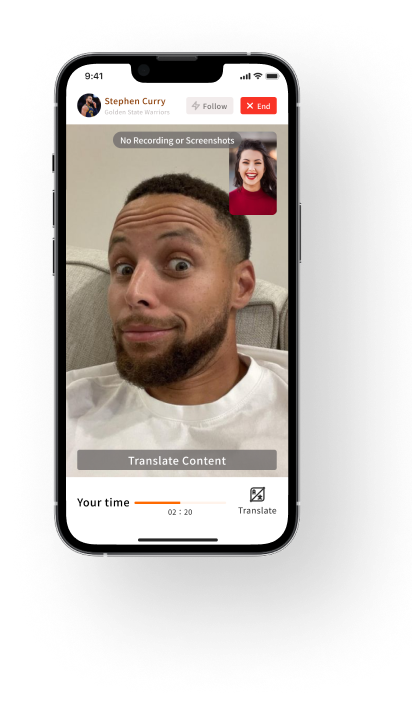 9:41
Stephen Curry
Golden State Warriors
Follow
End
No Recording or Screenshots
Translate Content
Your time
02 : 20
Translate